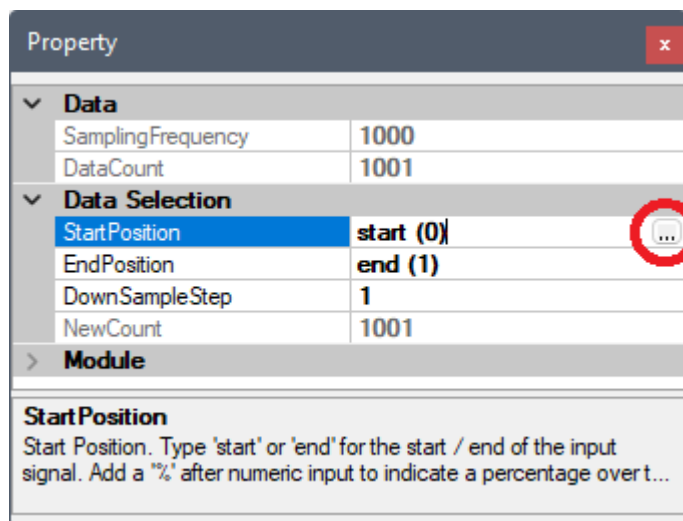 Property x
Data
SamplingFrequency 1000
DataCount 1001
Data Selection
StartPosition start (0) ...
EndPosition end (1)
DownSampleStep 1
NewCount 1001
Module
StartPosition
Start Position. Type 'start' or 'end' for the start / end of the input
signal. Add a '%' after numeric input to indicate a percentage over t...